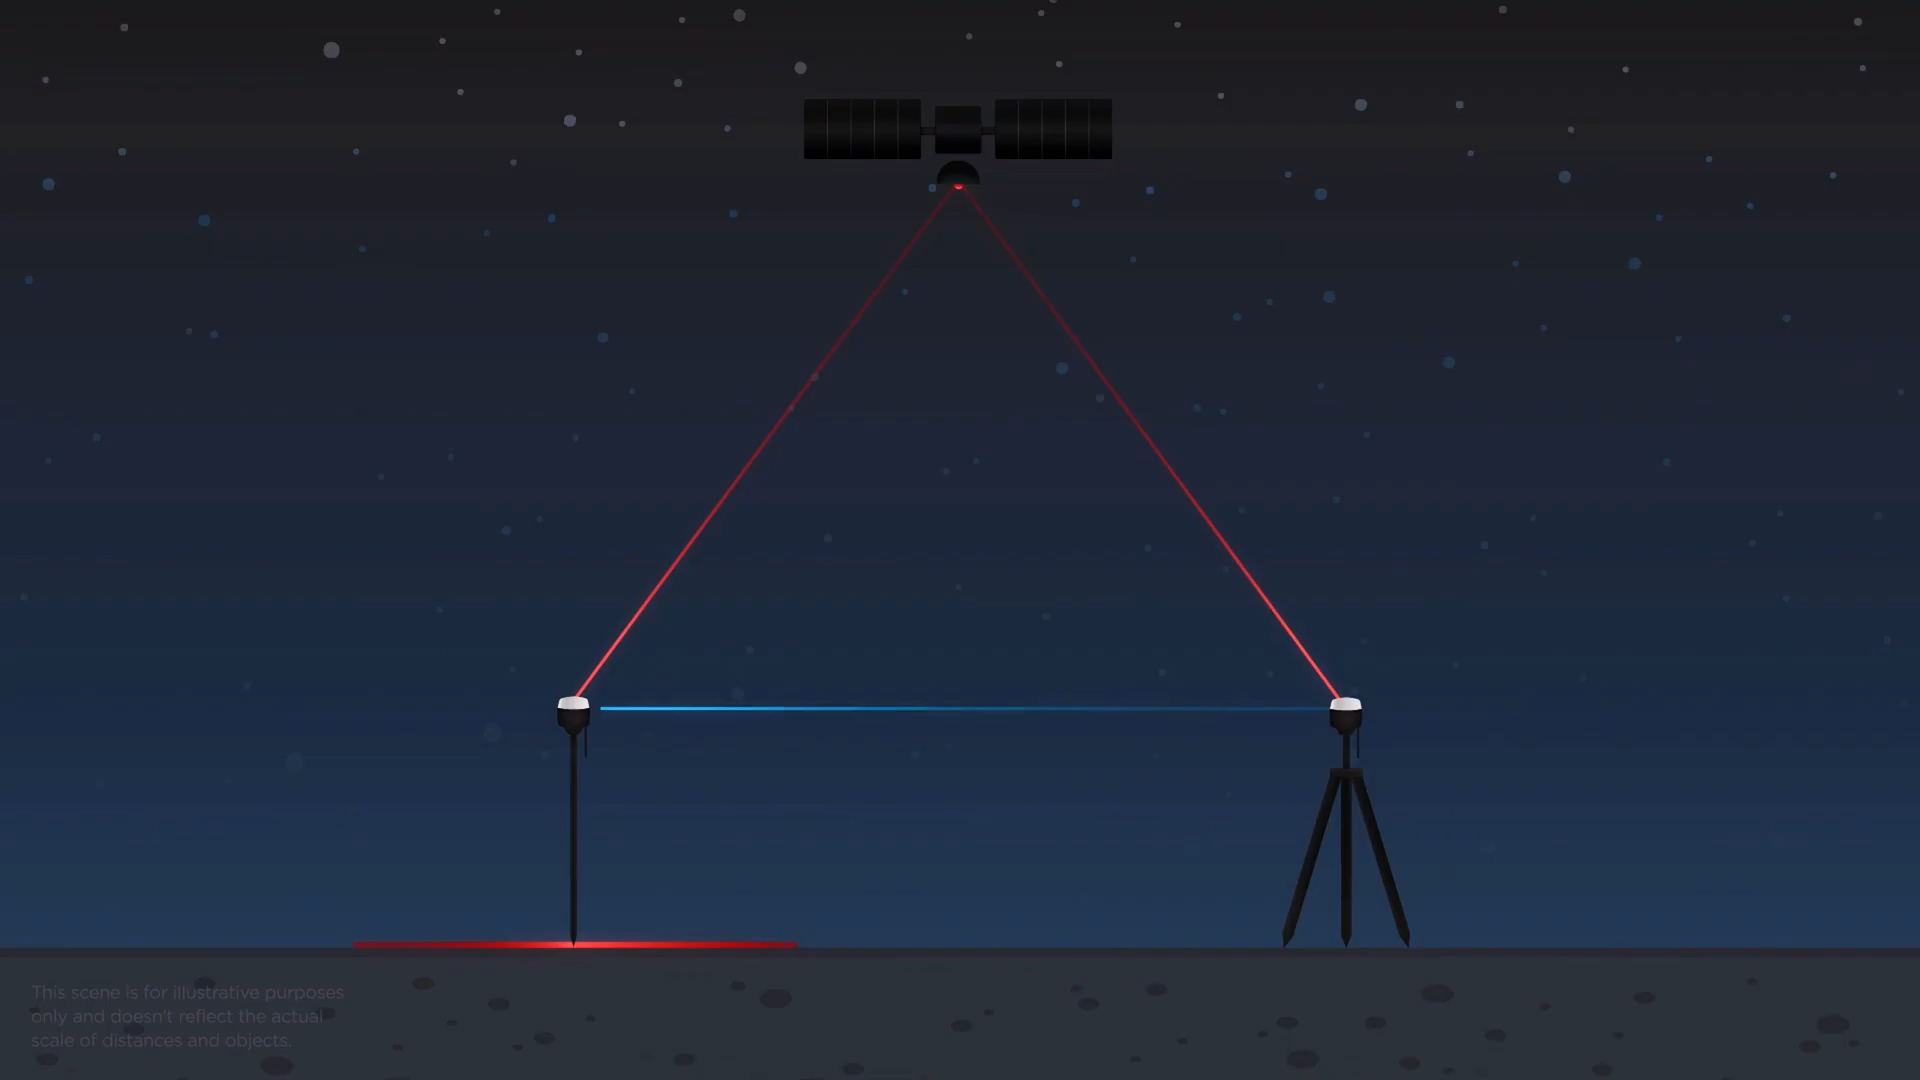 This scene is for illustrative purposes
only and doesn't reflect the actual
scale of distances and objects.